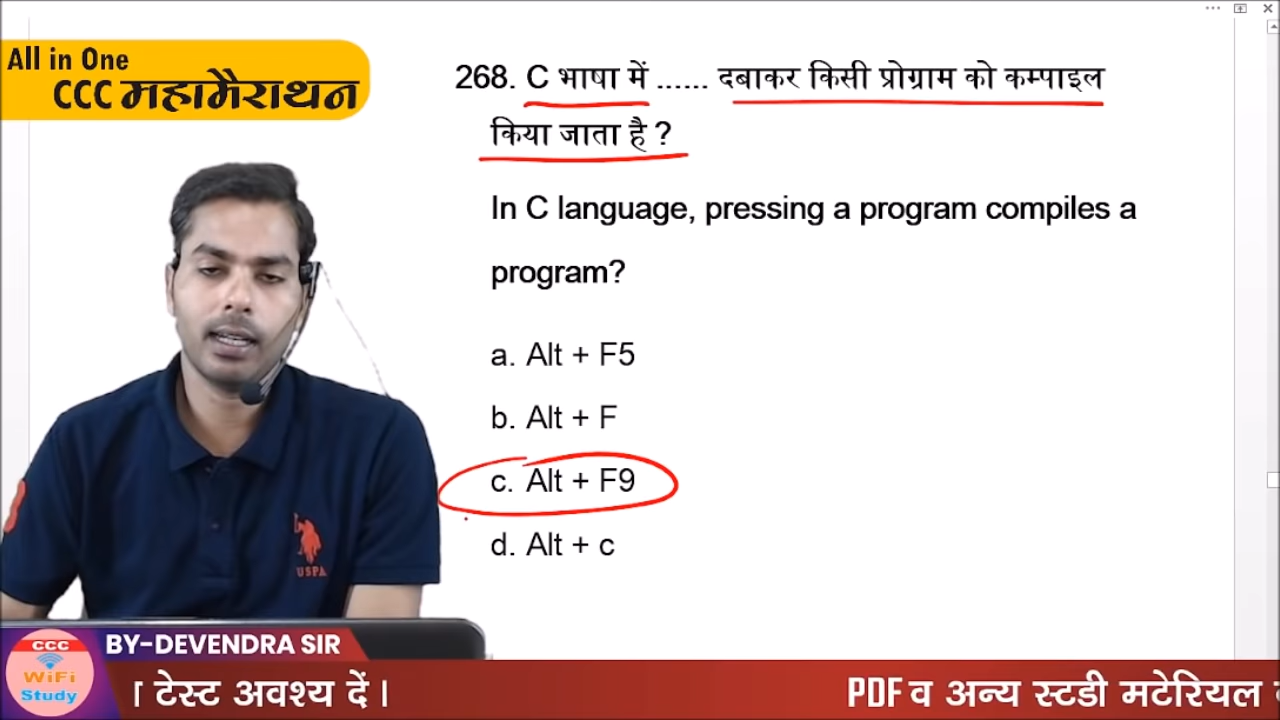 All in One
CCC महामैराथन
268. C भाषा में ...... दबाकर किसी प्रोग्राम को कम्पाइल
किया जाता है ?
In C language, pressing a program compiles a
program?
a. Alt + F5
b. Alt + F
c. Alt + F9
d. Alt + c
USPA
CCC
WiFi
Study
BY-DEVENDRA SIR
टेस्ट अवश्य दें। PDF व अन्य स्टडी मटेरियल